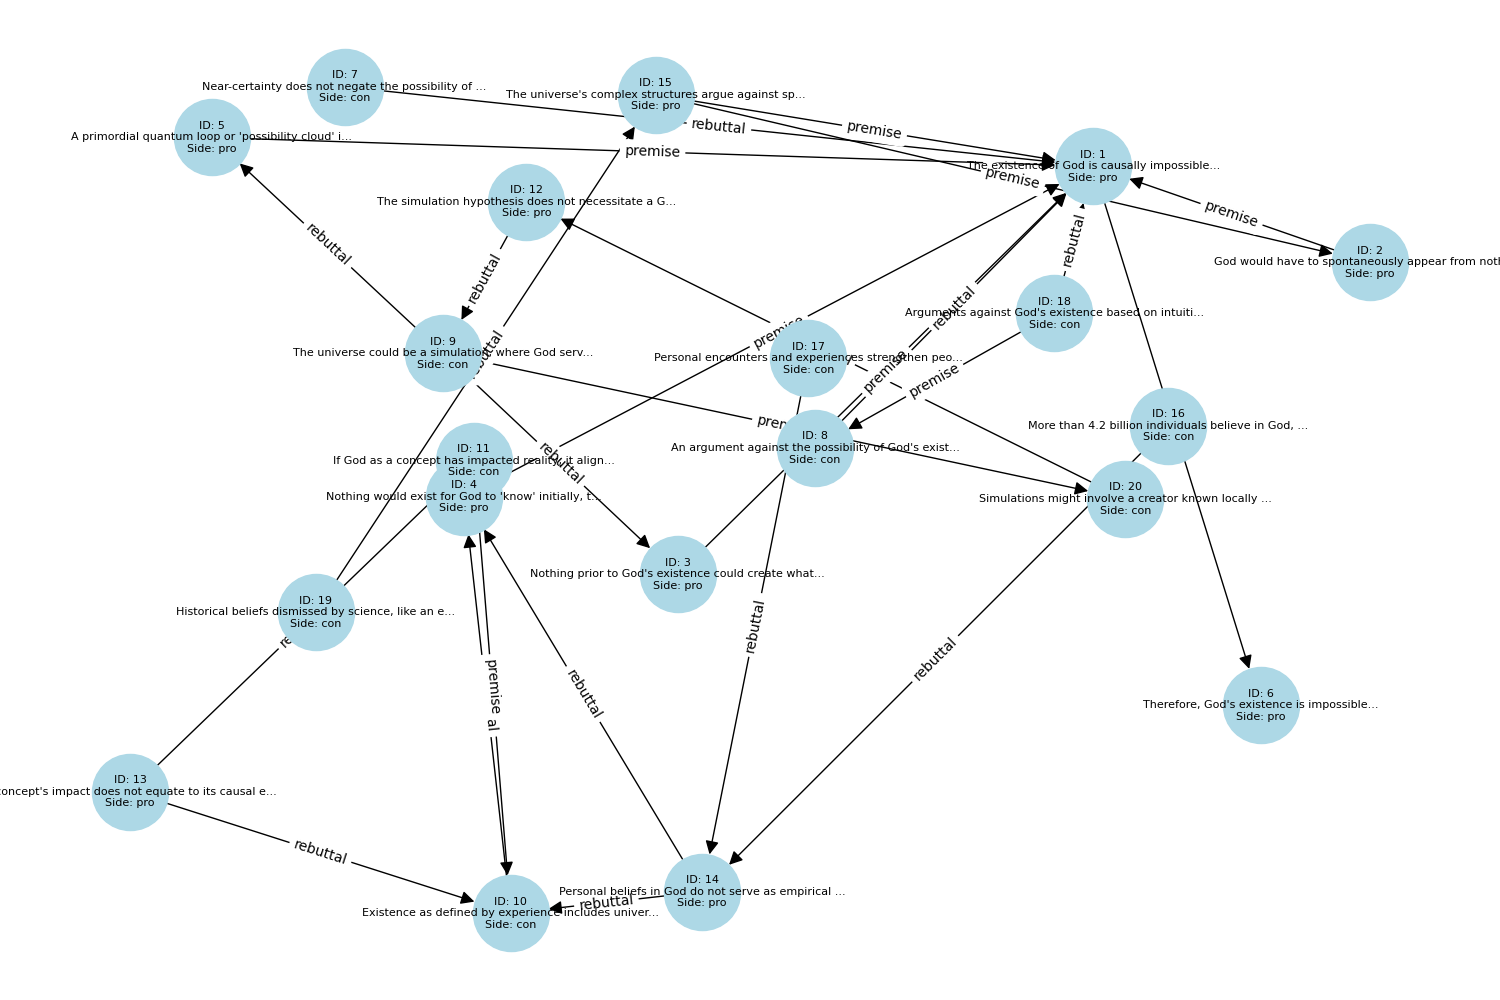 ID: 7
Near-certainty does not negate the possibility of ...
Side: con
ID: 15
The universe's complex structures argue against sp...
Side: pro
ID: 5
A primordial quantum loop or 'possibility cloud' i...
Side: pro
rebuttal
premise
premise
ID: 1
The existence of God is causally impossible...
Side: pro
premise
ID: 12
The simulation hypothesis does not necessitate a G...
Side: pro
premise
rebuttal
rebuttal
rebuttal
ID: 2
God would have to spontaneously appear from noth
Side: pro
ID: 18
Arguments against God's existence based on intuiti...
Side: con
rebuttal
premise
ID: 9
The universe could be a simulation where God serv...
Side: con
ID: 17
Personal encounters and experiences strengthen peo...
Side: con
premise
premise
ID: 16
More than 4.2 billion individuals believe in God, ...
Side: con
ID: 8
An argument against the possibility of God's exist...
Side: con
ID: 11
If God as a concept has impacted reality, it align...
Side: con
rebuttal
ID: 4
Nothing would exist for God to 'know' initially, t...
Side: pro
ID: 20
Simulations might involve a creator known locally ...
Side: con
ID: 3
Nothing prior to God's existence could create what...
Side: pro
ID: 19
Historical beliefs dismissed by science, like an e...
Side: con
rebuttal
rebuttal
premise
rebuttal
ID: 6
Therefore, God's existence is impossible...
Side: pro
ID: 13
concept's impact does not equate to its causal e...
Side: pro
rebuttal
ID: 14
Personal beliefs in God do not serve as empirical ...
Side: pro
rebuttal
ID: 10
Existence as defined by experience includes univer...
Side: con